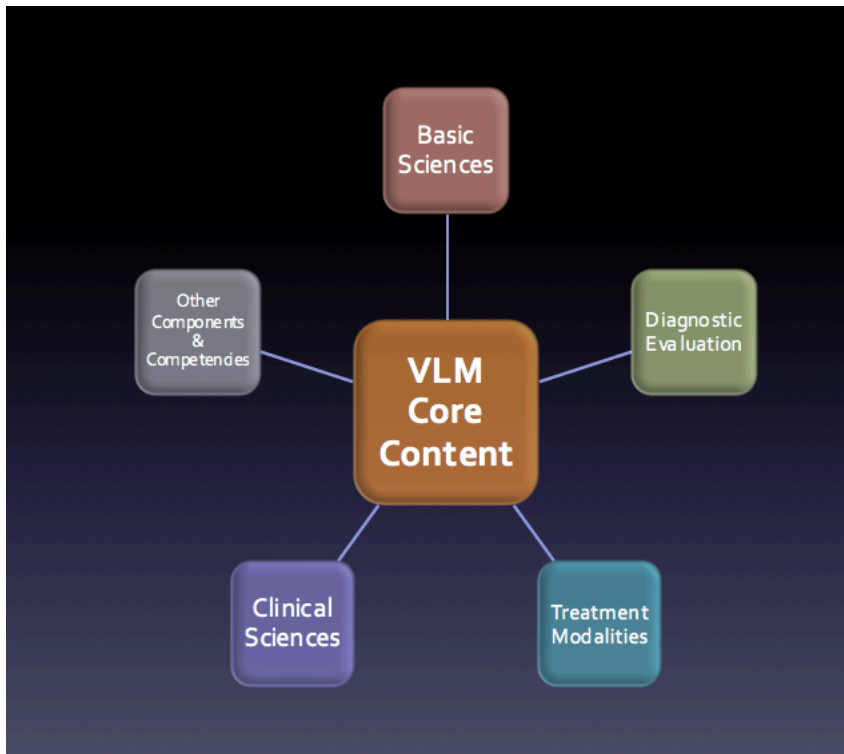 Basic
Sciences
Other
Components
&
Competencies
Diagnostic
Evaluation
VLM
Core
Content
Clinical
Sciences
Treatment
Modalities